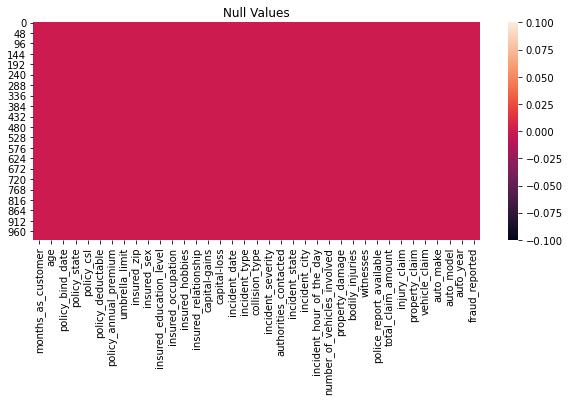 Null Values
0
48
96
144
192
240
288
336
384
432
480
528
576
624
672
720
768
816
864
912
960
months_as_customer
age
policy_bind_date
policy_state
policy_csl
policy_deductable
policy_annual_premium
umbrella_limit
insured_zip
insured_sex
insured_education_level
insured_occupation
insured_hobbies
insured_relationship
capital-gains
capital-loss
incident_date
incident_type
collision_type
incident_severity
authorities_contacted
incident_state
incident_city
incident_hour_of_the_day
number_of_vehicles_involved
property_damage
bodily_injuries
witnesses
police_report_available
total_claim_amount
injury_claim
property_claim
vehicle_claim
auto_make
auto_model
auto_year
fraud_reported
0.100
0.075
0.050
0.025
0.000
−0.025
−0.050
−0.075
−0.100